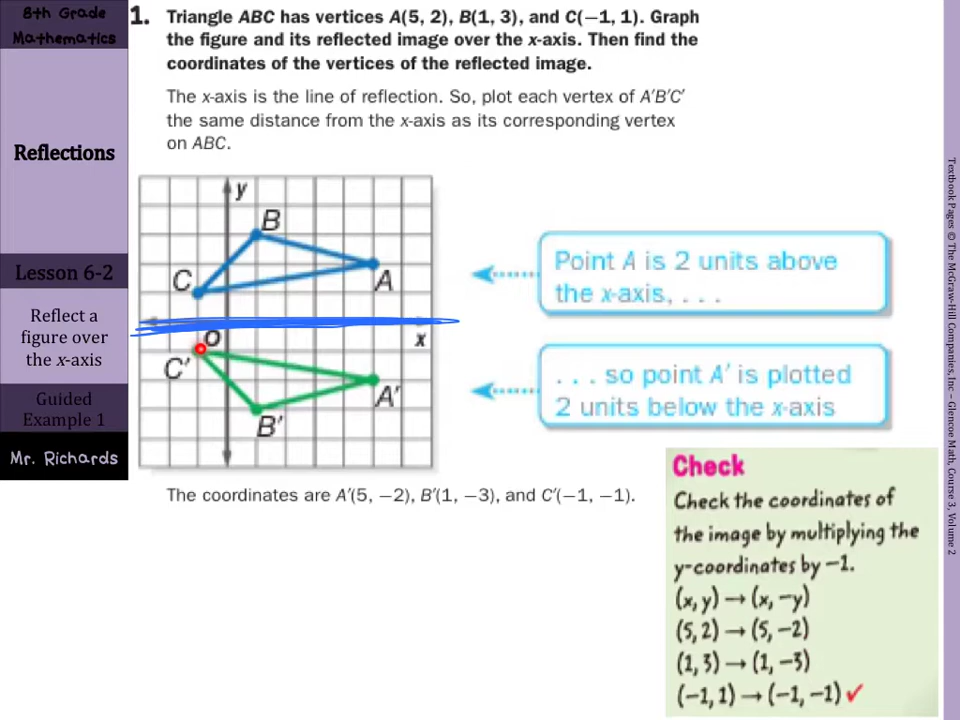 8th Grade
Mathematics
Reflections
Lesson 6-2
Reflect a
figure over
the x-axis
Guided
Example 1
Mr. Richards
1. Triangle ABC has vertices A(5, 2), B(1, 3), and C(−1, 1). Graph
the figure and its reflected image over the x-axis. Then find the
coordinates of the vertices of the reflected image.
The x-axis is the line of reflection. So, plot each vertex of A′B′C′
the same distance from the x-axis as its corresponding vertex
on ABC.
y
B
C
A
O
x
C′
A′
B′
Point A is 2 units above
the x-axis, . . .
. . . so point A′ is plotted
2 units below the x-axis
The coordinates are A′(5, −2), B′(1, −3), and C′(−1, −1).
Check
Check the coordinates of
the image by multiplying the
y-coordinates by −1.
(x, y) → (x, −y)
(5, 2) → (5, −2)
(1, 3) → (1, −3)
(−1, 1) → (−1, −1) ✓
Textbook Pages © The McGraw-Hill Companies, Inc – Glencoe Math, Course 3, Volume 2